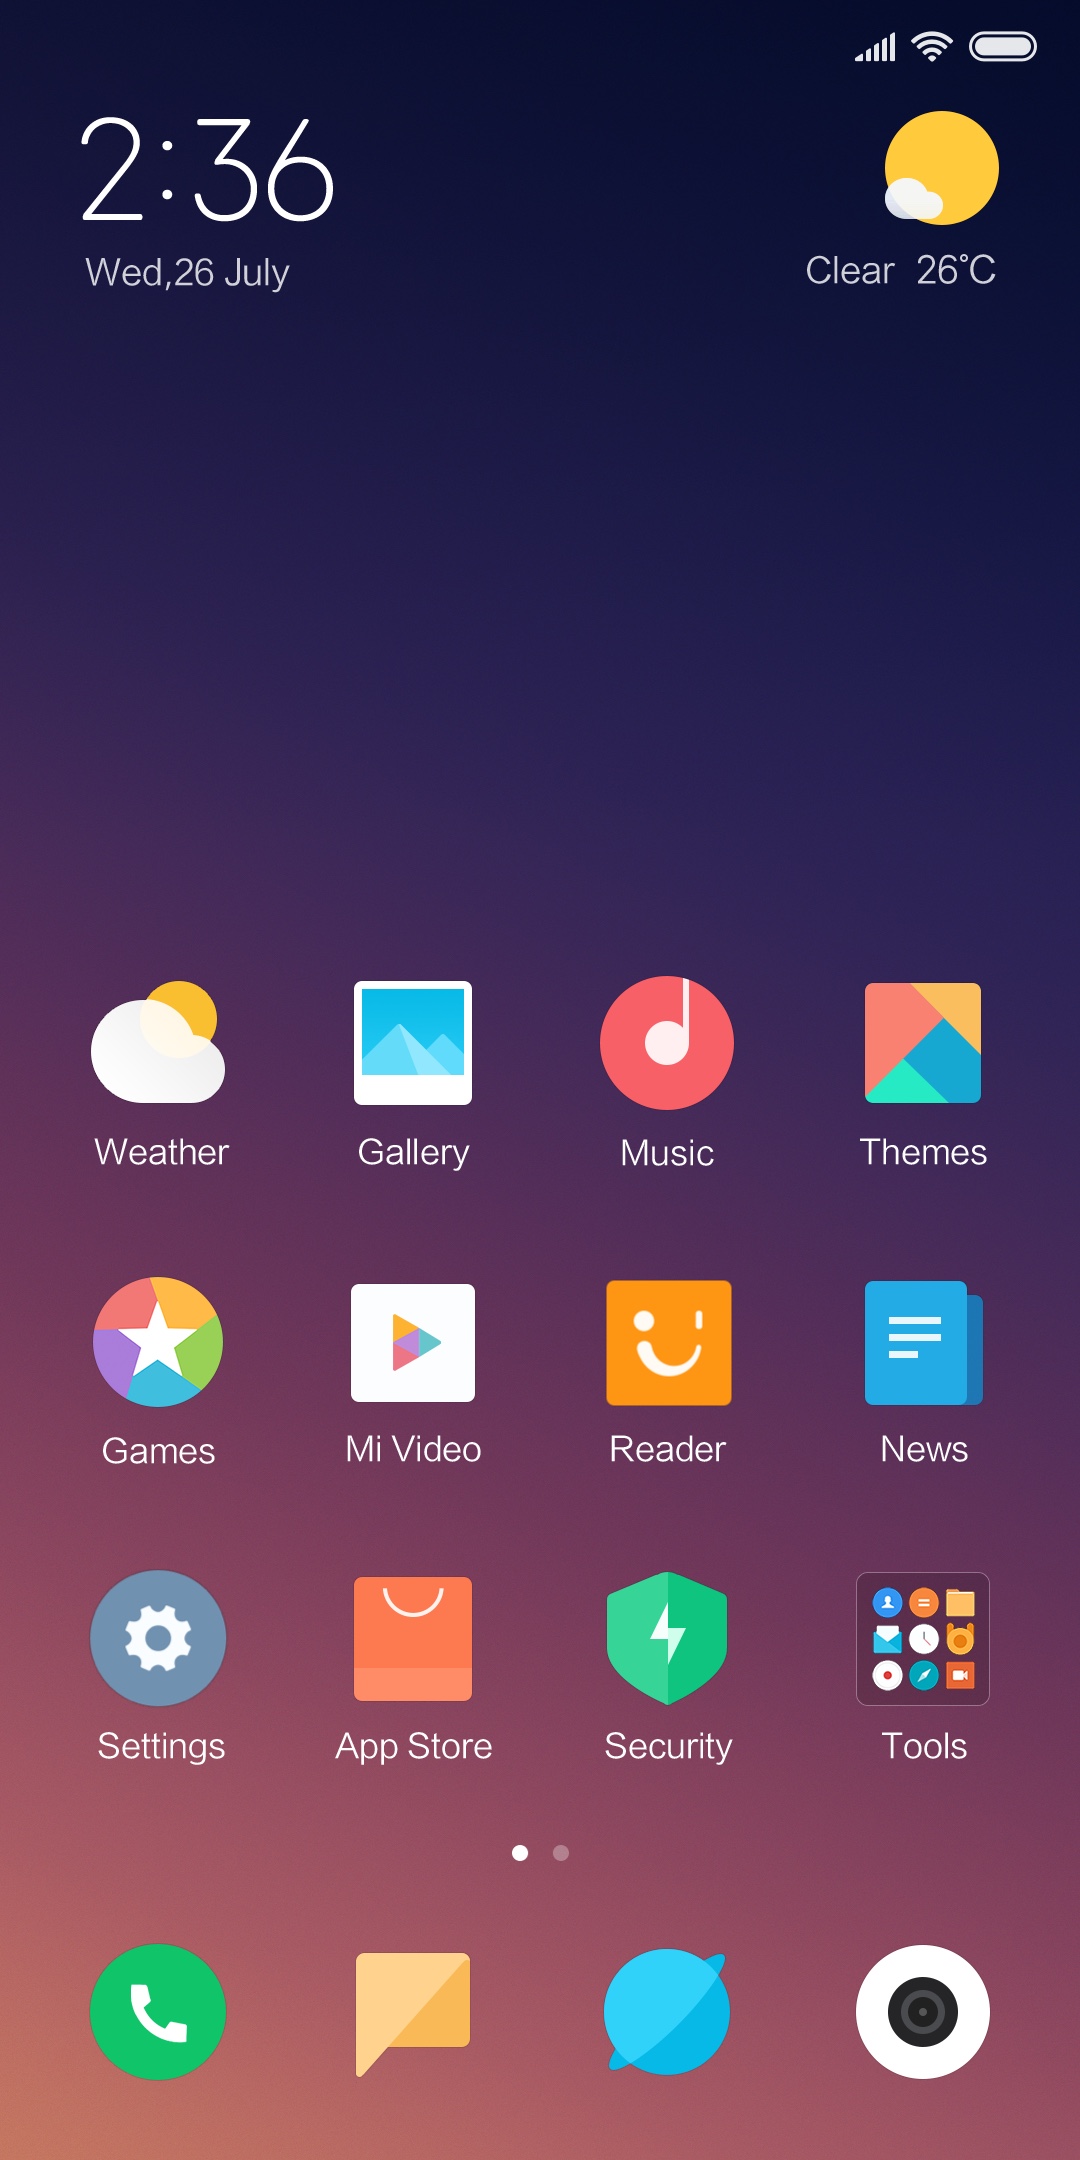 2:36
Wed,26 July
Clear 26°C
Weather
Gallery
Music
Themes
Games
Mi Video
Reader
News
Settings
App Store
Security
Tools